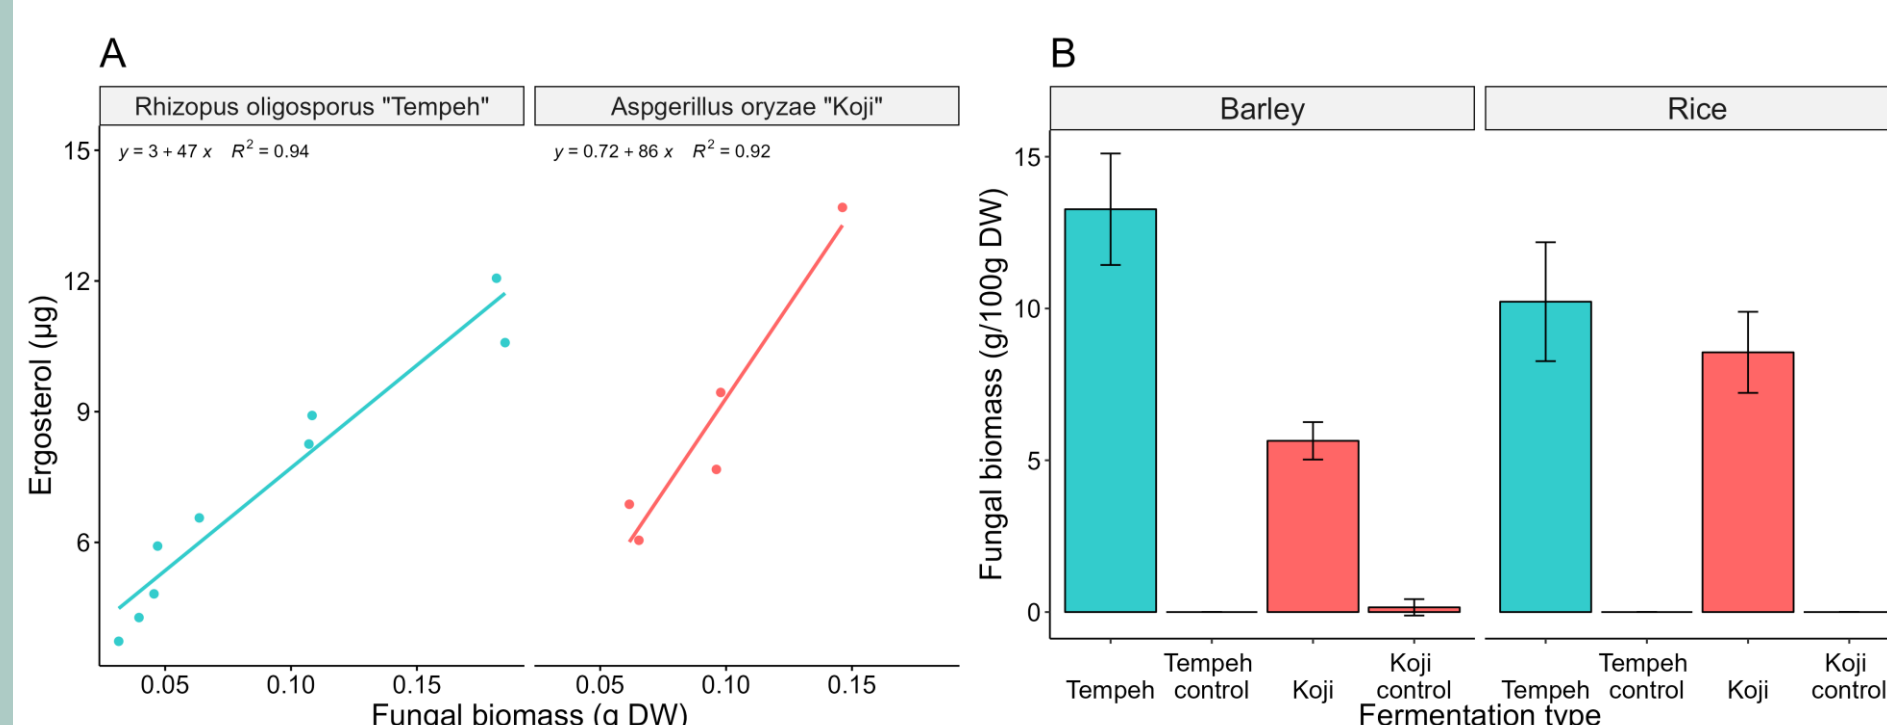 A
Rhizopus oligosporus "Tempeh"
Aspgerillus oryzae "Koji"
y = 3 + 47 x R² = 0.94
y = 0.72 + 86 x R² = 0.92
15
12
9
6
Ergosterol (µg)
0.05 0.10 0.15
0.05 0.10 0.15
Fungal biomass (g DW)
B
Barley
Rice
15
10
5
0
Fungal biomass (g/100g DW)
Tempeh
Tempeh
control
Koji
Koji
control
Tempeh
Tempeh
control
Koji
Koji
control
Fermentation type